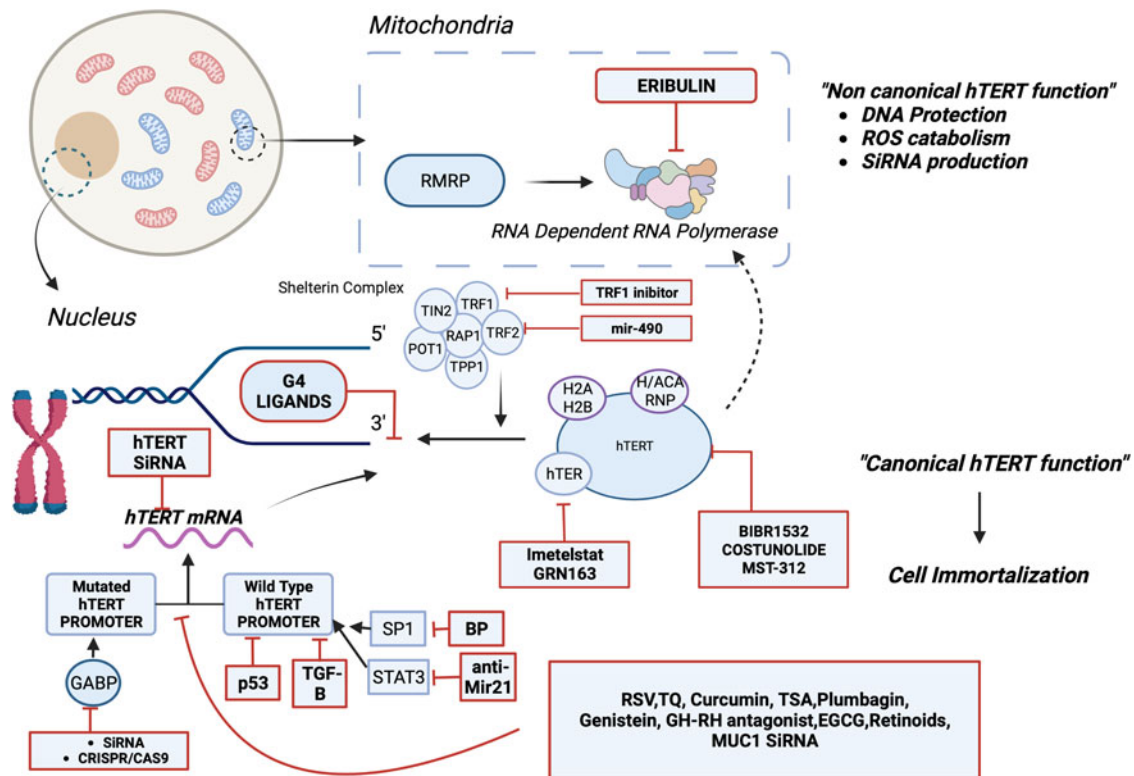 Mitochondria
ERIBULIN
RMRP
RNA Dependent RNA Polymerase
"Non canonical hTERT function"
• DNA Protection
• ROS catabolism
• SiRNA production
Nucleus
Shelterin Complex
TIN2
TRF1
POT1
RAP1
TRF2
TPP1
TRF1 inibitor
mir-490
5'
G4
LIGANDS
3'
hTERT
SiRNA
hTERT mRNA
H2A
H2B
H/ACA
RNP
hTERT
hTER
Imetelstat
GRN163
BIBR1532
COSTUNOLIDE
MST-312
"Canonical hTERT function"
Cell Immortalization
Mutated
hTERT
PROMOTER
Wild Type
hTERT
PROMOTER
GABP
• SiRNA
• CRISPR/CAS9
p53
TGF-
B
SP1
BP
STAT3
anti-
Mir21
RSV,TQ, Curcumin, TSA,Plumbagin,
Genistein, GH-RH antagonist,EGCG,Retinoids,
MUC1 SiRNA